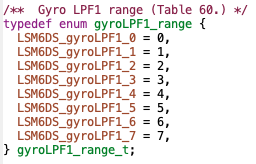 /**  Gyro LPF1 range (Table 60.) */
typedef enum gyroLPF1_range {
  LSM6DS_gyroLPF1_0 = 0,
  LSM6DS_gyroLPF1_1 = 1,
  LSM6DS_gyroLPF1_2 = 2,
  LSM6DS_gyroLPF1_3 = 3,
  LSM6DS_gyroLPF1_4 = 4,
  LSM6DS_gyroLPF1_5 = 5,
  LSM6DS_gyroLPF1_6 = 6,
  LSM6DS_gyroLPF1_7 = 7,
} gyroLPF1_range_t;